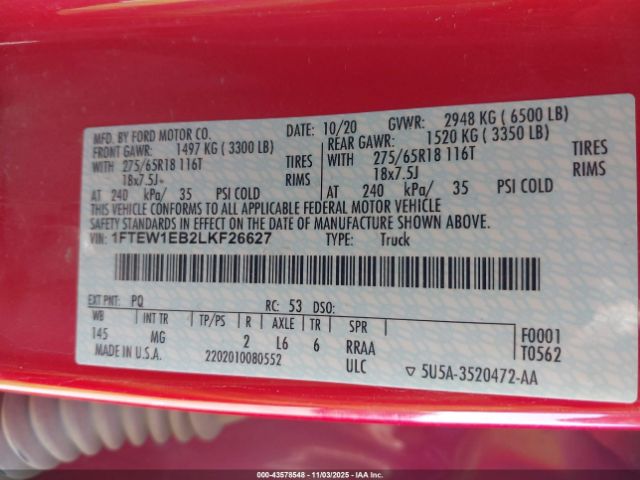 MFD. BY FORD MOTOR CO.
DATE: 10/20 GVWR: 2948 KG ( 6500 LB)
FRONT GAWR: 1497 KG ( 3300 LB)
REAR GAWR: 1520 KG ( 3350 LB)
WITH 275/65R18 116T TIRES
WITH 275/65R18 116T TIRES
18x7.5J RIMS
18x7.5J RIMS
AT 240 kPa/ 35 PSI COLD
AT 240 kPa/ 35 PSI COLD
THIS VEHICLE CONFORMS TO ALL APPLICABLE FEDERAL MOTOR VEHICLE
SAFETY STANDARDS IN EFFECT ON THE DATE OF MANUFACTURE SHOWN ABOVE.
VIN: 1FTEW1EB2LKF26627 TYPE: Truck
EXT PNT: PQ RC: 53 DSO:
WB INT TR TP/PS R AXLE TR SPR
145 MG 2 L6 6 RRAA
F0001
T0562
MADE IN U.S.A. 2202010080552 ULC
▽ 5U5A-3520472-AA
000-43578548 - 11/03/2025 - IAA, Inc.